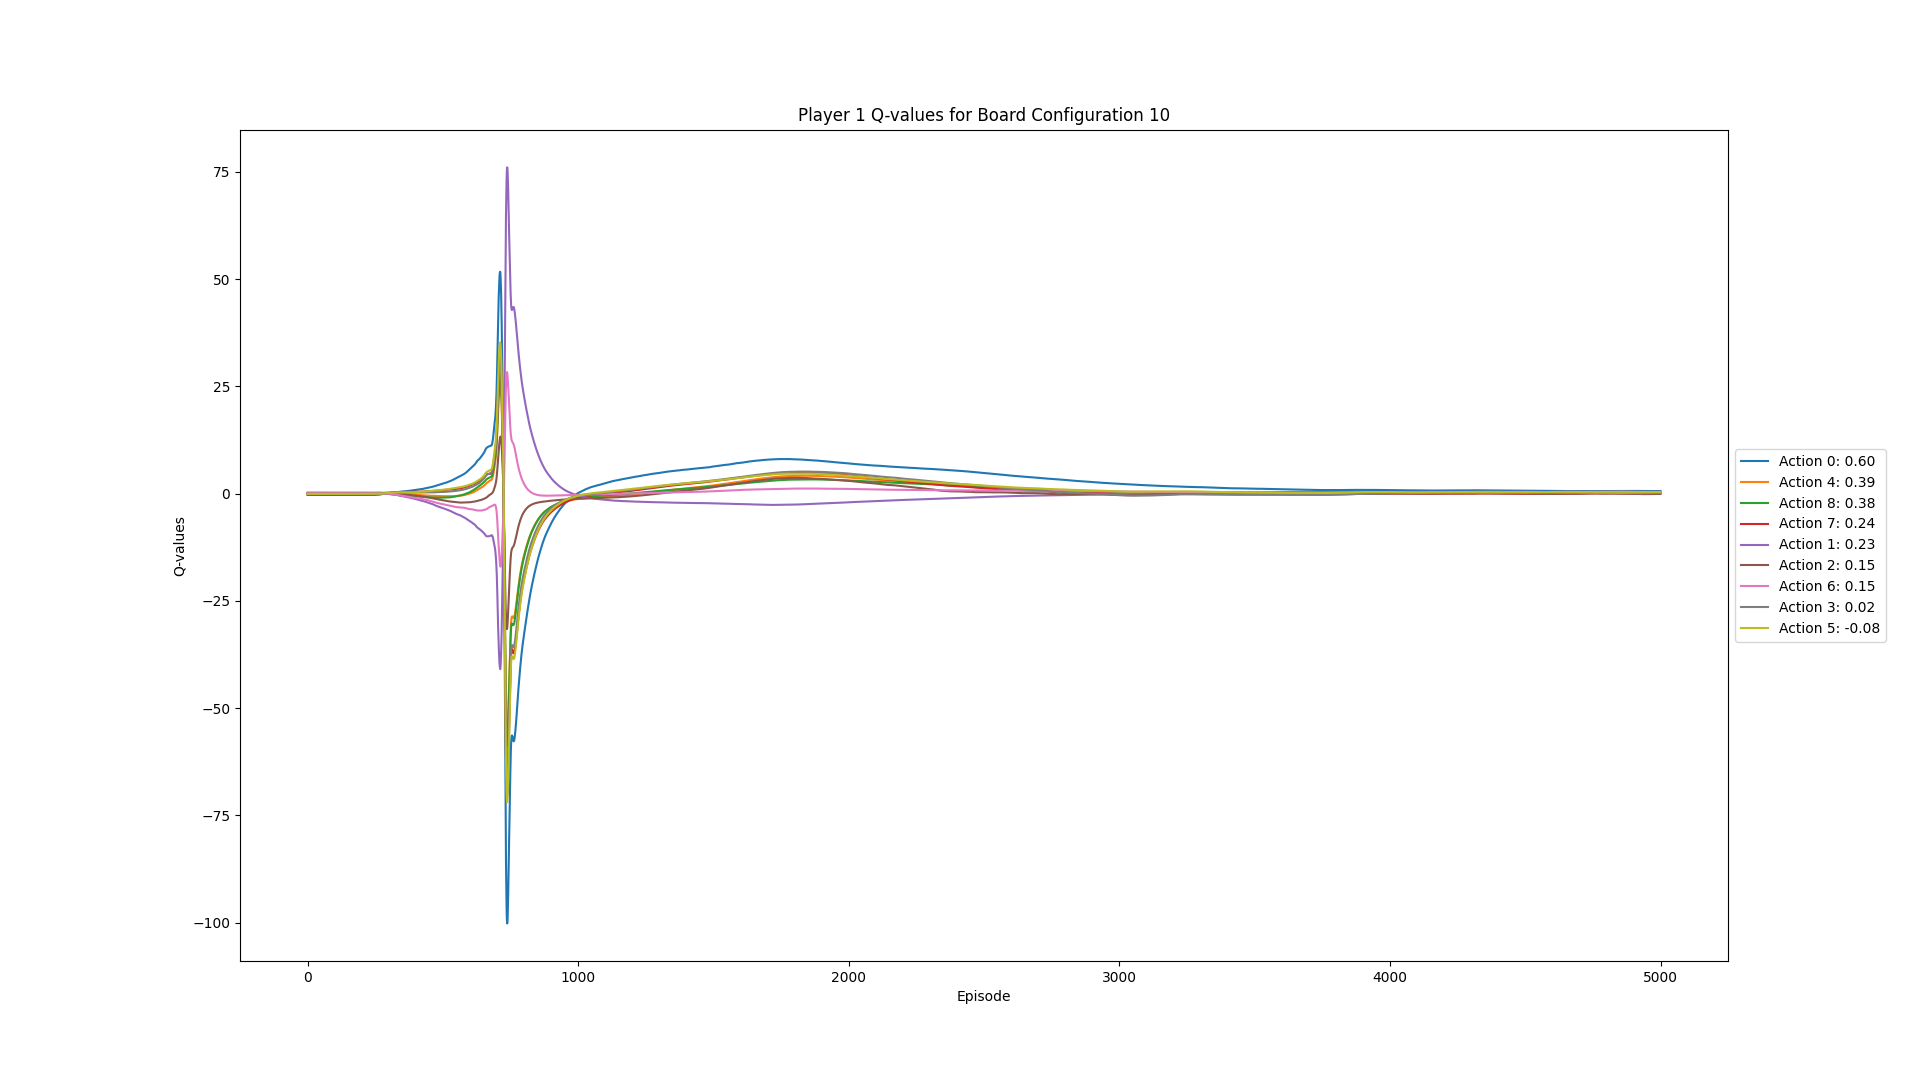 Player 1 Q-values for Board Configuration 10
75
50
25
0
−25
−50
−75
−100
Q-values
0
1000
2000
3000
4000
5000
Episode
Action 0: 0.60
Action 4: 0.39
Action 8: 0.38
Action 7: 0.24
Action 1: 0.23
Action 2: 0.15
Action 6: 0.15
Action 3: 0.02
Action 5: -0.08